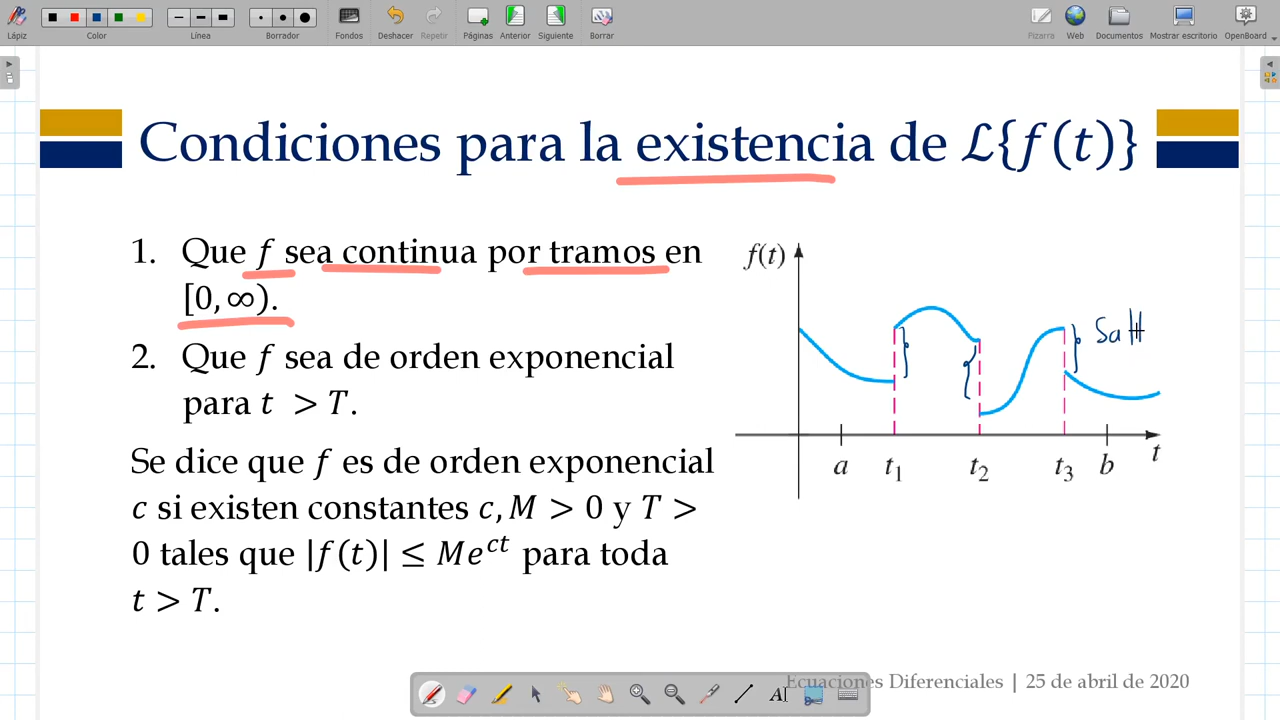 Lápiz Color Línea Borrador Fondos Deshacer Repetir Páginas Anterior Siguiente Borrar Pizarra Web Documentos Mostrar escritorio OpenBoard
Condiciones para la existencia de ℒ{f(t)}
1. Que f sea continua por tramos en
[0, ∞).
2. Que f sea de orden exponencial
para t > T.
Se dice que f es de orden exponencial
c si existen constantes c, M > 0 y T >
0 tales que |f(t)| ≤ Me^{ct} para toda
t > T.
f(t)
a t₁ t₂ t₃ b t
Ecuaciones Diferenciales | 25 de abril de 2020